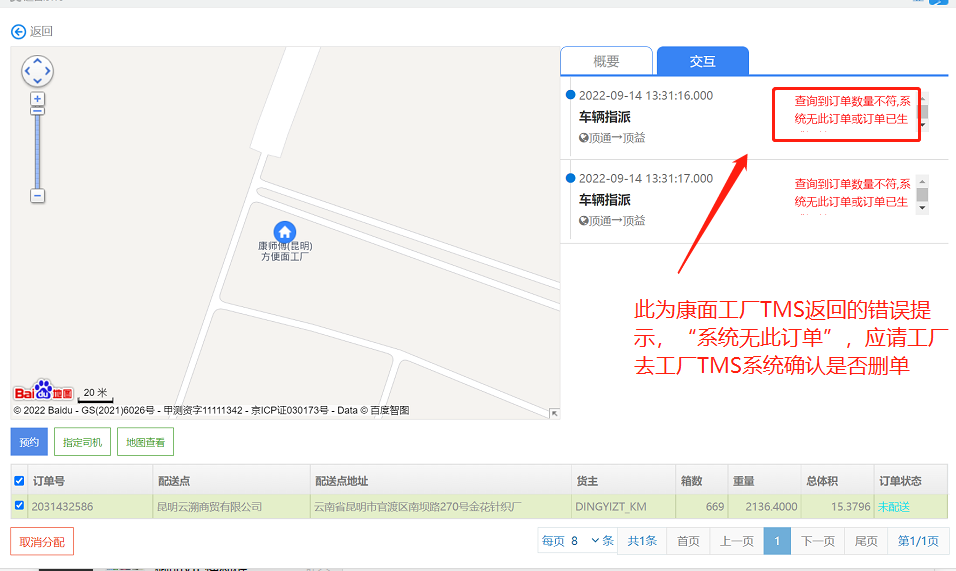 返回
概要
交互
2022-09-14 13:31:16.000
车辆指派
顶通→顶益
查询到订单数量不符,系
统无此订单或订单已生
2022-09-14 13:31:17.000
车辆指派
顶通→顶益
查询到订单数量不符,系
统无此订单或订单已生
康师傅(昆明)
方便面工厂
此为康面工厂TMS返回的错误提
示，“系统无此订单”，应请工厂
去工厂TMS系统确认是否删单
Bai du 地图
20 米
© 2022 Baidu - GS(2021)6026号 - 甲测资字11111342 - 京ICP证030173号 - Data © 百度智图
预约 指定司机 地图查看
订单号 配送点 配送点地址 货主 箱数 重量 总体积 订单状态
2031432586 昆明云溯商贸有限公司 云南省昆明市官渡区南坝路270号金花针织厂 DINGYIZT_KM 669 2136.4000 15.3796 未配送
取消分配
每页 8 条 共1条 首页 上一页 1 下一页 尾页 第1/1页